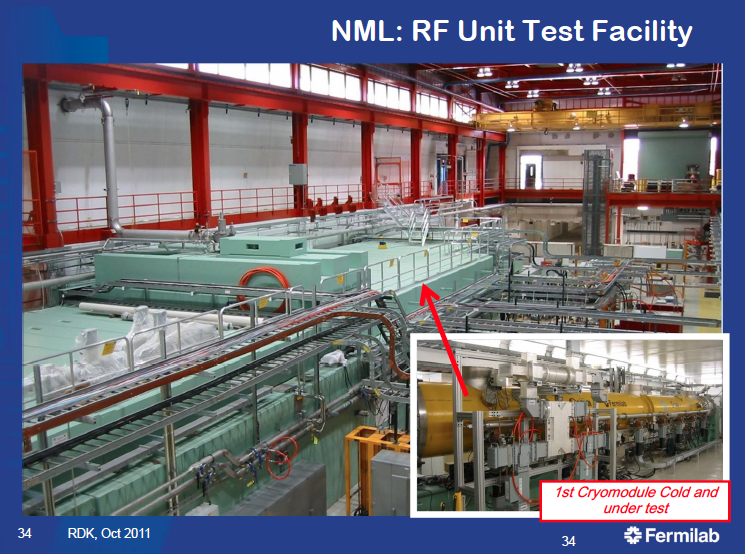 NML: RF Unit Test Facility
1st Cryomodule Cold and
under test
34
RDK, Oct 2011
34
Fermilab